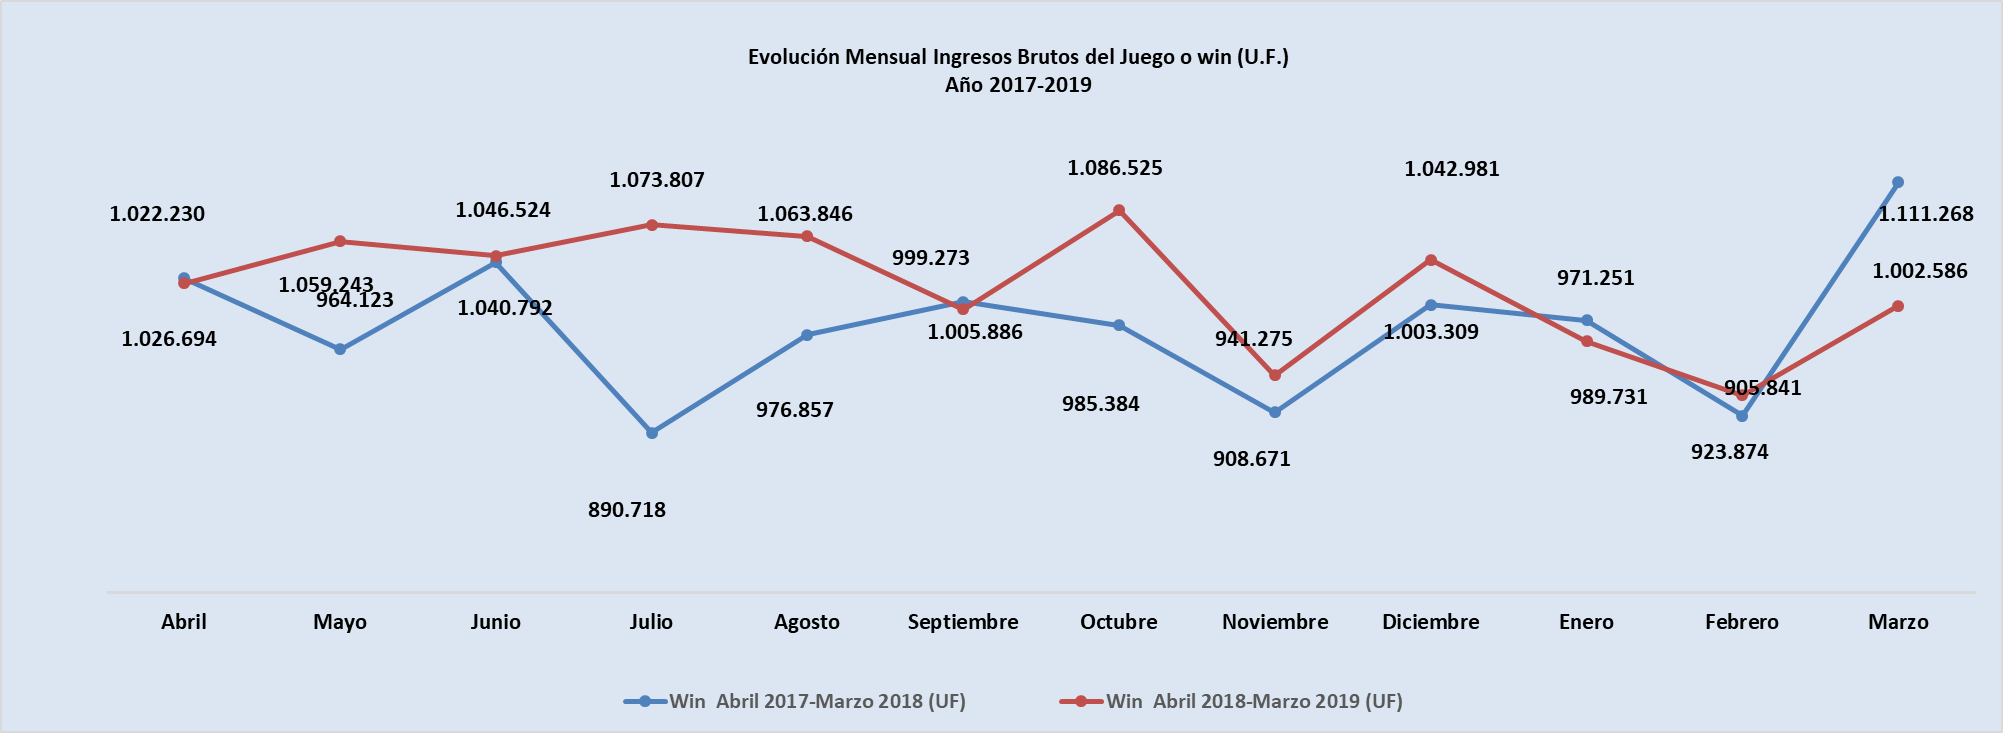 Evolución Mensual Ingresos Brutos del Juego o win (U.F.)
Año 2017-2019
1.022.230
1.026.694
1.059.243
964.123
1.046.524
1.040.792
1.073.807
890.718
1.063.846
976.857
999.273
1.005.886
1.086.525
985.384
941.275
908.671
1.042.981
1.003.309
971.251
989.731
905.841
923.874
1.111.268
1.002.586
Abril
Mayo
Junio
Julio
Agosto
Septiembre
Octubre
Noviembre
Diciembre
Enero
Febrero
Marzo
Win  Abril 2017-Marzo 2018 (UF)
Win  Abril 2018-Marzo 2019 (UF)